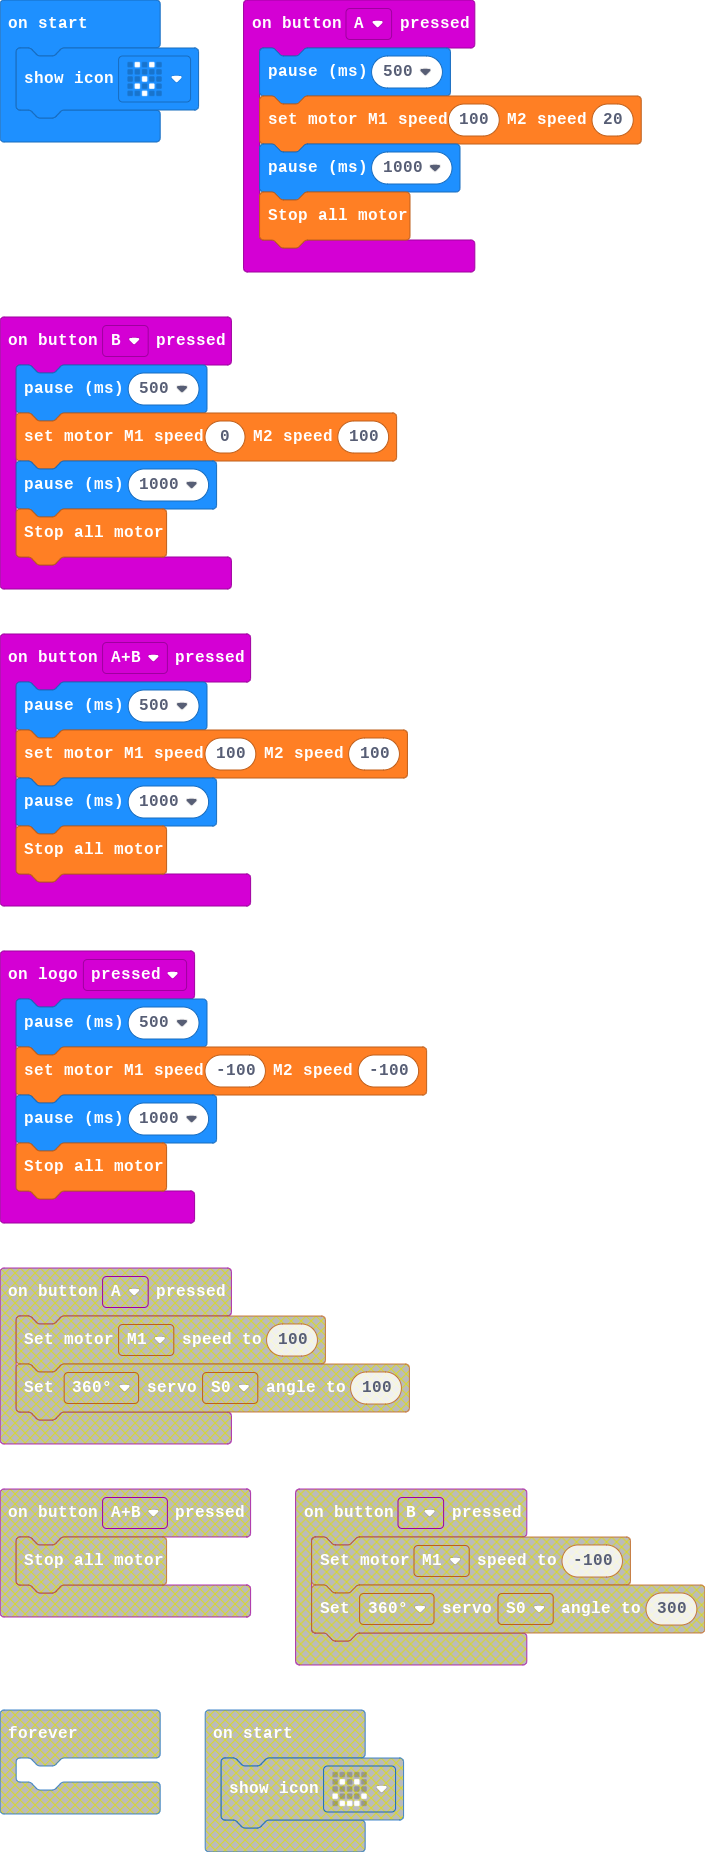 on start
show icon
on button A pressed
pause (ms) 500
set motor M1 speed 100 M2 speed 20
pause (ms) 1000
Stop all motor
on button B pressed
pause (ms) 500
set motor M1 speed 0 M2 speed 100
pause (ms) 1000
Stop all motor
on button A+B pressed
pause (ms) 500
set motor M1 speed 100 M2 speed 100
pause (ms) 1000
Stop all motor
on logo pressed
pause (ms) 500
set motor M1 speed -100 M2 speed -100
pause (ms) 1000
Stop all motor
on button A pressed
Set motor M1 speed to 100
Set 360° servo S0 angle to 100
on button A+B pressed
Stop all motor
on button B pressed
Set motor M1 speed to -100
Set 360° servo S0 angle to 300
forever
on start
show icon